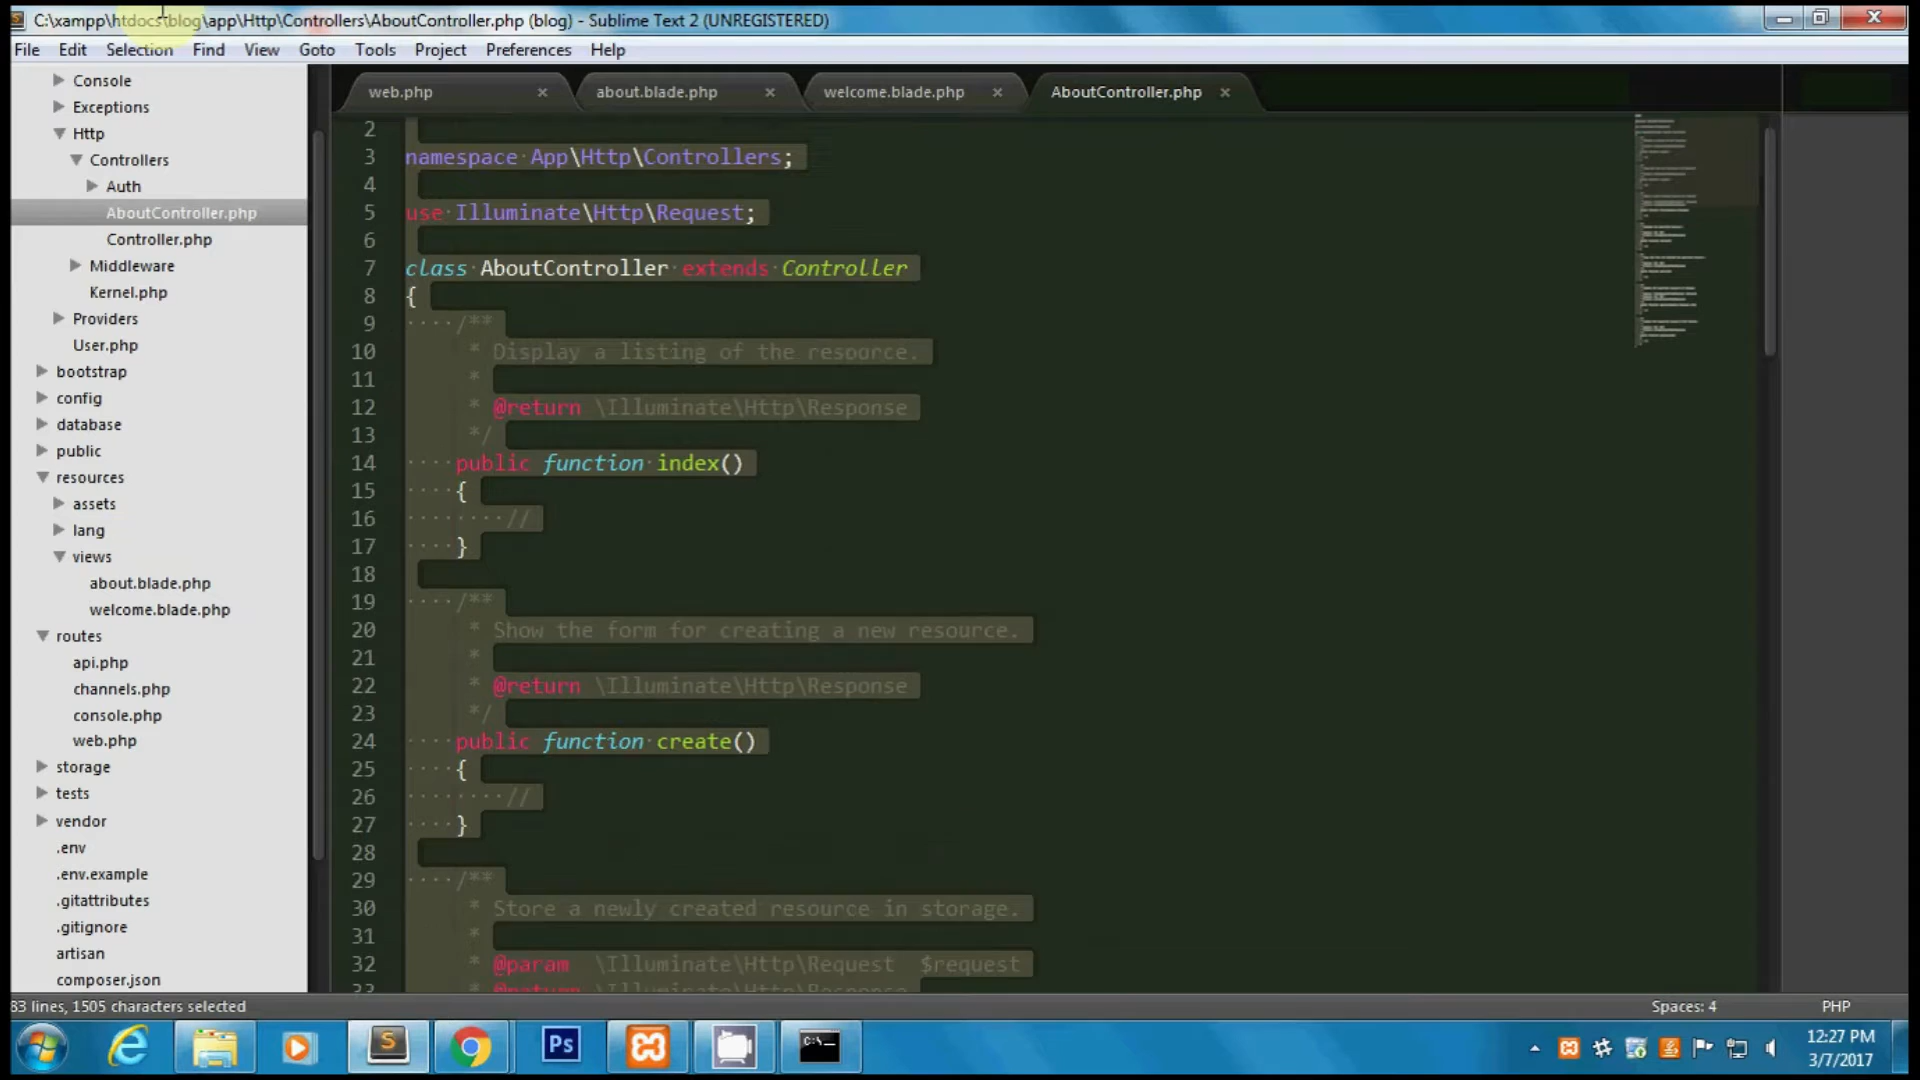 C:\xampp\htdocs\blog\app\Http\Controllers\AboutController.php (blog) - Sublime Text 2 (UNREGISTERED)
File Edit Selection Find View Goto Tools Project Preferences Help
Console
Exceptions
Http
Controllers
Auth
AboutController.php
Controller.php
Middleware
Kernel.php
Providers
User.php
bootstrap
config
database
public
resources
assets
lang
views
about.blade.php
welcome.blade.php
routes
api.php
channels.php
console.php
web.php
storage
tests
vendor
.env
.env.example
.gitattributes
.gitignore
artisan
composer.json
web.php × about.blade.php × welcome.blade.php × AboutController.php ×
2
3 namespace App\Http\Controllers;
4
5 use Illuminate\Http\Request;
6
7 class AboutController extends Controller
8 {
9 /**
10 * Display a listing of the resource.
11 *
12 * @return \Illuminate\Http\Response
13 */
14 public function index()
15 {
16 //
17 }
18
19 /**
20 * Show the form for creating a new resource.
21 *
22 * @return \Illuminate\Http\Response
23 */
24 public function create()
25 {
26 //
27 }
28
29 /**
30 * Store a newly created resource in storage.
31 *
32 * @param \Illuminate\Http\Request $request
33 * @return \Illuminate\Http\Response
83 lines, 1505 characters selected
Spaces: 4 PHP
Ps
12:27 PM
3/7/2017